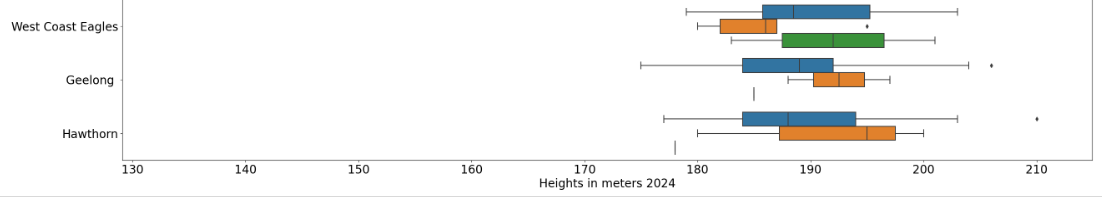 West Coast Eagles
Geelong
Hawthorn
130 140 150 160 170 180 190 200 210
Heights in meters 2024